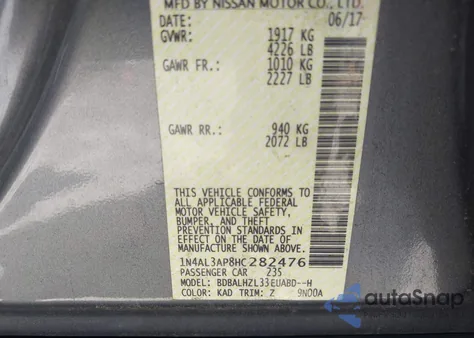 MFD BY NISSAN MOTOR CO., LTD.
DATE: 06/17
GVWR: 1917 KG
4226 LB
GAWR FR.: 1010 KG
2227 LB
GAWR RR.: 940 KG
2072 LB
THIS VEHICLE CONFORMS TO
ALL APPLICABLE FEDERAL
MOTOR VEHICLE SAFETY,
BUMPER, AND THEFT
PREVENTION STANDARDS
IN EFFECT ON THE DATE OF
MANUFACTURE SHOWN ABOVE.
1N4AL3AP8HC282476
PASSENGER CAR 235
MODEL: BDBALHZL33EUABD--H
COLOR: KAD TRIM: Z 9N00A
autoSnap